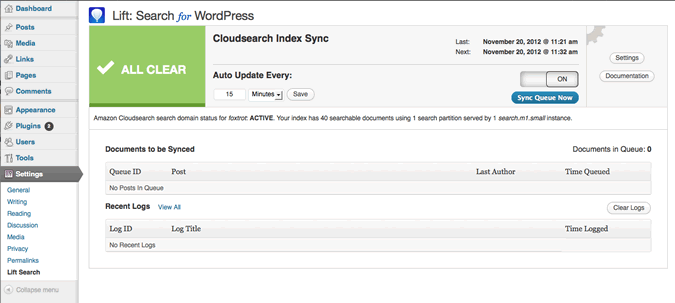 Dashboard
Posts
Media
Links
Pages
Comments
Appearance
Plugins 3
Users
Tools
Settings
General
Writing
Reading
Discussion
Media
Privacy
Permalinks
Lift Search
Collapse menu
Lift: Search for WordPress
ALL CLEAR
Cloudsearch Index Sync
Last: November 20, 2012 @ 11:21 am
Next: November 20, 2012 @ 11:32 am
Auto Update Every:
15 Minutes Save
ON
Sync Queue Now
Settings
Documentation
Amazon Cloudsearch search domain status for foxtrot: ACTIVE. Your index has 40 searchable documents using 1 search partition served by 1 search.m1.small instance.
Documents to be Synced Documents in Queue: 0
Queue ID Post Last Author Time Queued
No Posts In Queue
Recent Logs View All Clear Logs
Log ID Log Title Time Logged
No Recent Logs